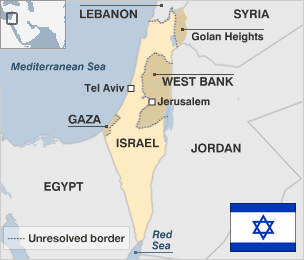 LEBANON
SYRIA
Golan Heights
Mediterranean Sea
Tel Aviv
WEST BANK
Jerusalem
GAZA
ISRAEL
JORDAN
EGYPT
Red
Sea
Unresolved border